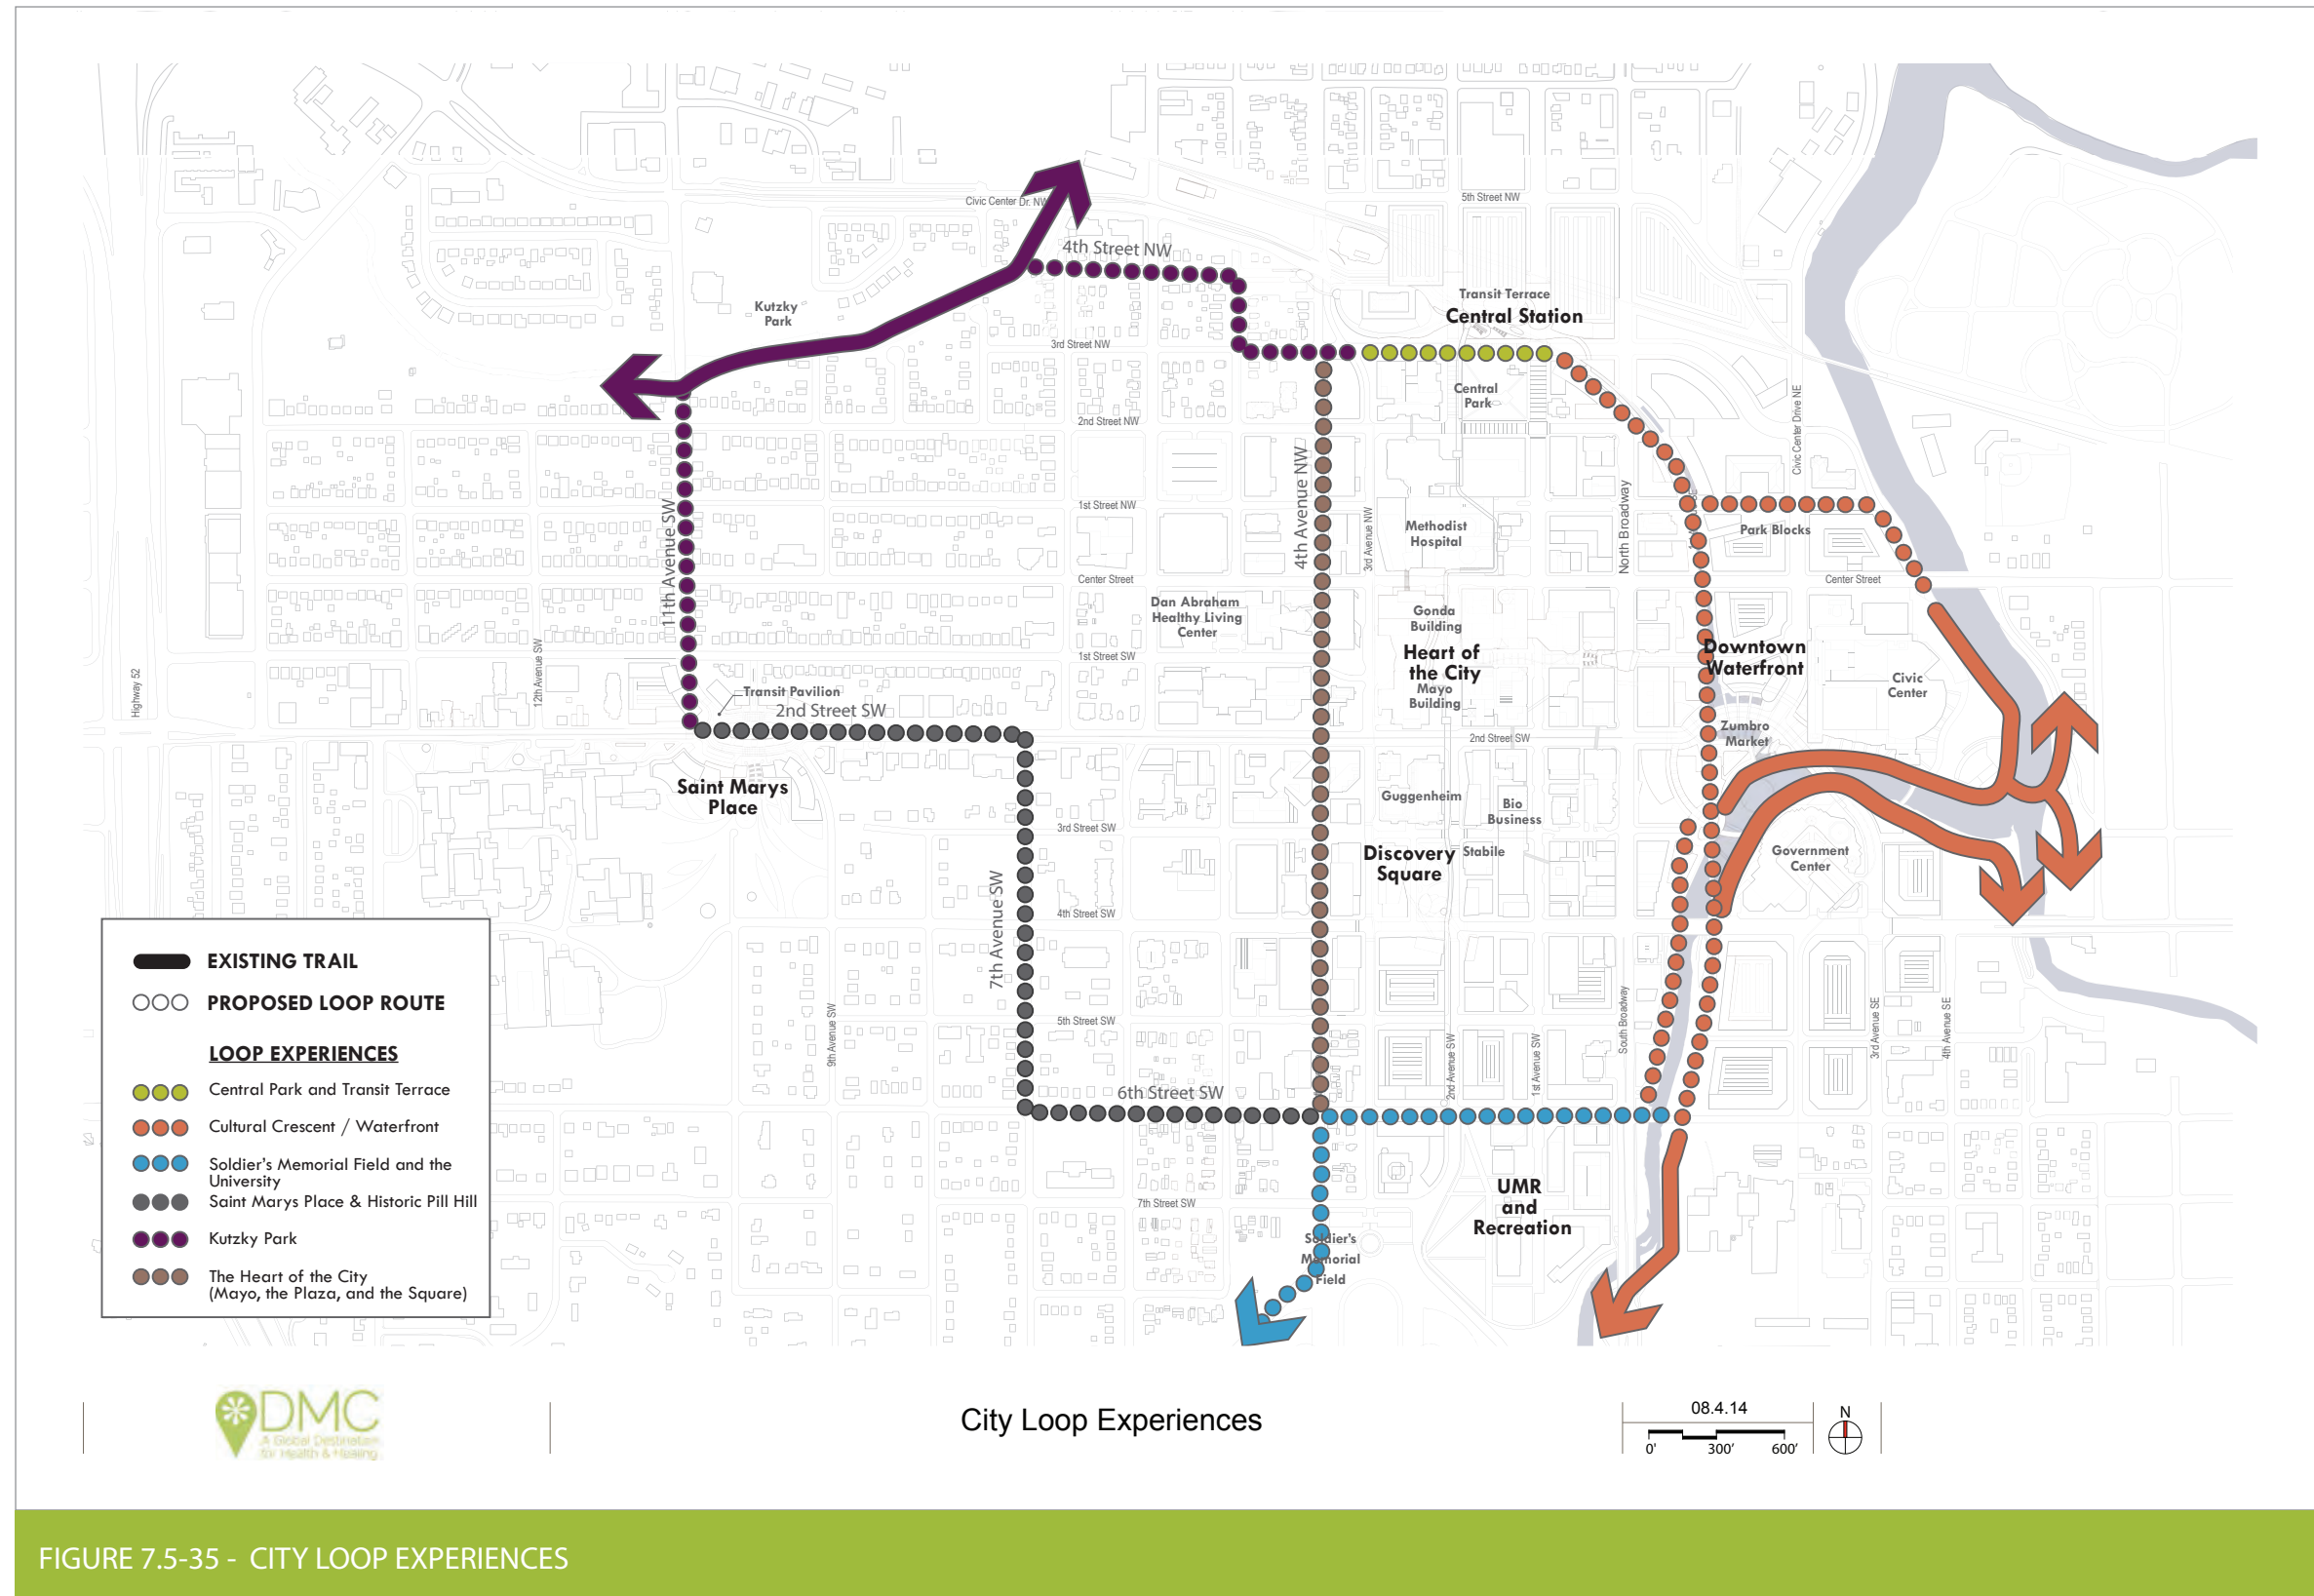 Civic Center Dr. NW
5th Street NW
4th Street NW
Transit Terrace
Central Station
Kutzky
Park
3rd Street NW
Central
Park
2nd Street NW
Civic Center Drive NE
4th Avenue NW
11th Avenue SW
1st Street NW
3rd Avenue NW
Methodist
Hospital
North Broadway
Park Blocks
Center Street
Center Street
Dan Abraham
Healthy Living
Center
Gonda
Building
Heart of
the City
Mayo
Building
Downtown
Waterfront
1st Street SW
12th Avenue SW
Highway 52
Civic
Center
Transit Pavilion
2nd Street SW
2nd Street SW
Zumbro
Market
Saint Marys
Place
Guggenheim
Bio
Business
3rd Street SW
Discovery
Square
Stabile
Government
Center
7th Avenue SW
4th Street SW
9th Avenue SW
5th Street SW
South Broadway
2nd Avenue SW
1st Avenue SW
3rd Avenue SE
4th Avenue SE
6th Street SW
7th Street SW
UMR
and
Recreation
Soldier's
Memorial
Field
EXISTING TRAIL
PROPOSED LOOP ROUTE
LOOP EXPERIENCES
Central Park and Transit Terrace
Cultural Crescent / Waterfront
Soldier's Memorial Field and the
University
Saint Marys Place & Historic Pill Hill
Kutzky Park
The Heart of the City
(Mayo, the Plaza, and the Square)
DMC
A Global Destination
for Health & Healing
City Loop Experiences
08.4.14
0' 300' 600'
N
FIGURE 7.5-35 - CITY LOOP EXPERIENCES